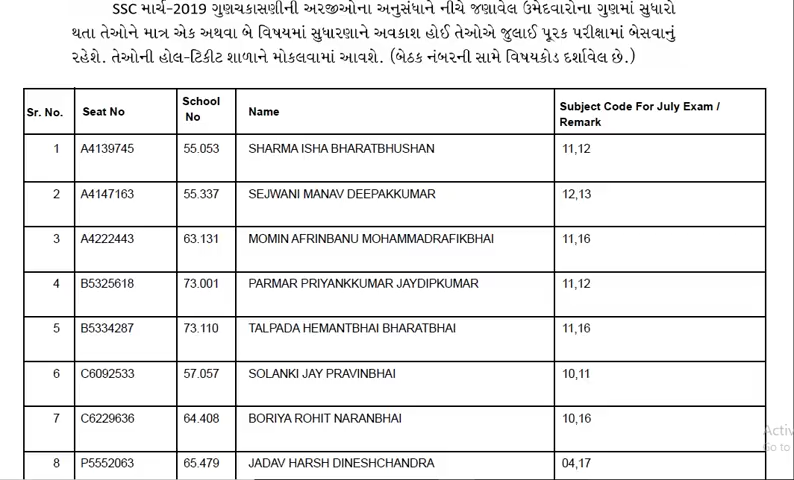 SSC માર્ચ-2019 ગુણચકાસણીની અરજીઓના અનુસંધાને નીચે જણાવેલ ઉમેદવારોના ગુણમાં સુધારો
થતા તેઓને માત્ર એક અથવા બે વિષયમાં સુધારણાને અવકાશ હોઈ તેઓએ જુલાઈ પૂરક પરીક્ષામાં બેસવાનું
રહેશે. તેઓની હોલ-ટિકીટ શાળાને મોકલવામાં આવશે. (બેઠક નંબરની સામે વિષયકોડ દર્શાવેલ છે.)
Sr. No. Seat No School No Name Subject Code For July Exam / Remark
1 A4139745 55.053 SHARMA ISHA BHARATBHUSHAN 11,12
2 A4147163 55.337 SEJWANI MANAV DEEPAKKUMAR 12,13
3 A4222443 63.131 MOMIN AFRINBANU MOHAMMADRAFIKBHAI 11,16
4 B5325618 73.001 PARMAR PRIYANKKUMAR JAYDIPKUMAR 11,12
5 B5334287 73.110 TALPADA HEMANTBHAI BHARATBHAI 11,16
6 C6092533 57.057 SOLANKI JAY PRAVINBHAI 10,11
7 C6229636 64.408 BORIYA ROHIT NARANBHAI 10,16
Activ
Go to
8 P5552063 65.479 JADAV HARSH DINESHCHANDRA 04,17